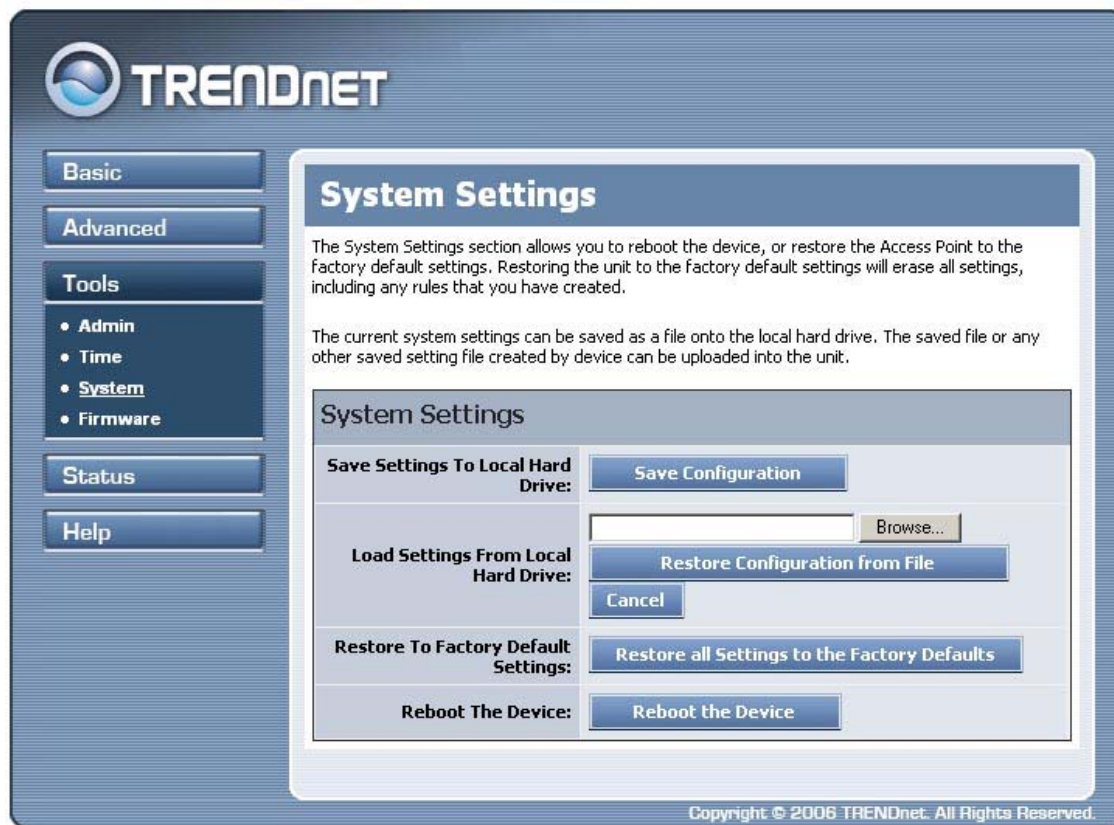 TRENDNET
Basic
Advanced
Tools
Admin
Time
System
Firmware
Status
Help
System Settings
The System Settings section allows you to reboot the device, or restore the Access Point to the
factory default settings. Restoring the unit to the factory default settings will erase all settings,
including any rules that you have created.
The current system settings can be saved as a file onto the local hard drive. The saved file or any
other saved setting file created by device can be uploaded into the unit.
System Settings
Save Settings To Local Hard
Drive:
Save Configuration
Load Settings From Local
Hard Drive:
Browse...
Restore Configuration from File
Cancel
Restore To Factory Default
Settings:
Restore all Settings to the Factory Defaults
Reboot The Device:
Reboot the Device
Copyright © 2006 TRENDnet. All Rights Reserved.